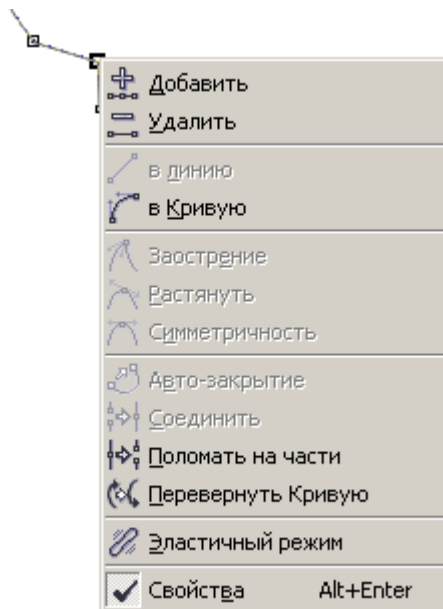 Добавить
Удалить
в линию
в Кривую
Заострение
Растянуть
Симметричность
Авто-закрытие
Соединить
Поломать на части
Перевернуть Кривую
Эластичный режим
Свойства Alt+Enter